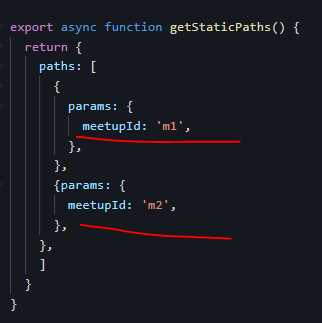 export async function getStaticPaths() {
return {
paths: [
{
params: {
meetupId: 'm1',
},
},
{params: {
meetupId: 'm2',
},
},
]
}
}